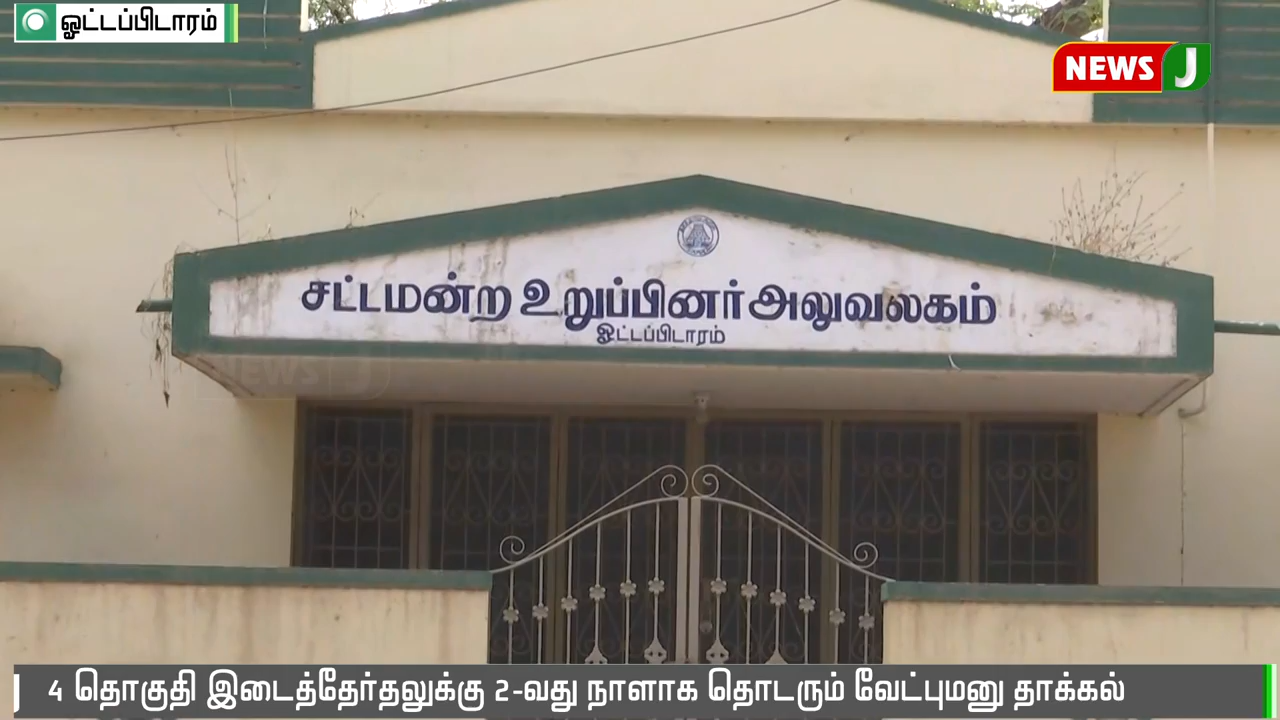 ஓட்டப்பிடாரம்
NEWS J
சட்டமன்ற உறுப்பினர் அலுவலகம்
ஓட்டப்பிடாரம்
NEWS J
4 தொகுதி இடைத்தேர்தலுக்கு 2-வது நாளாக தொடரும் வேட்புமனு தாக்கல்